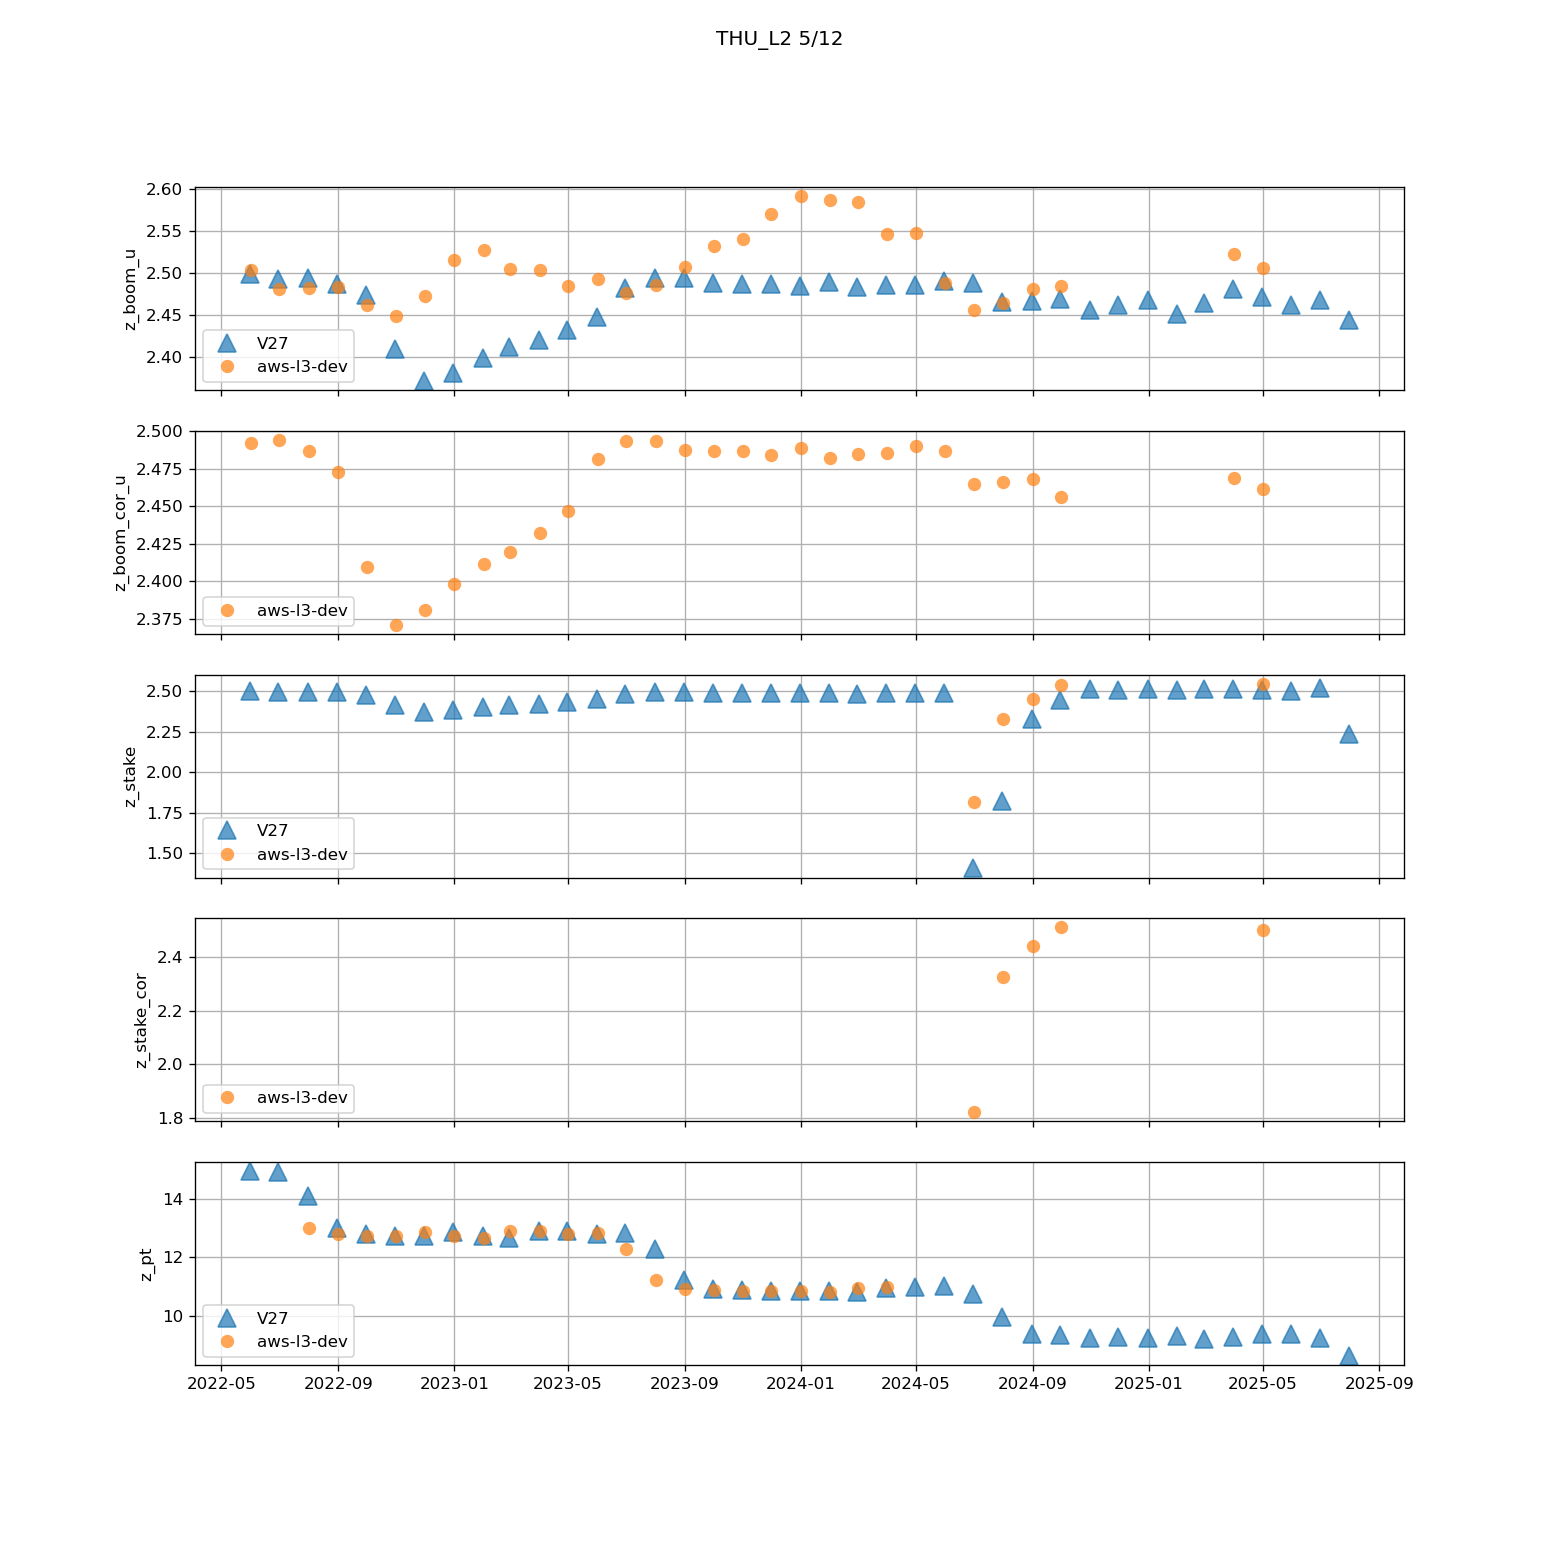 THU_L2 5/12
z_boom_u
2.60
2.55
2.50
2.45
2.40
V27
aws-l3-dev
z_boom_cor_u
2.500
2.475
2.450
2.425
2.400
2.375
aws-l3-dev
z_stake
2.50
2.25
2.00
1.75
1.50
V27
aws-l3-dev
z_stake_cor
2.4
2.2
2.0
1.8
aws-l3-dev
z_pt
14
12
10
V27
aws-l3-dev
2022-05 2022-09 2023-01 2023-05 2023-09 2024-01 2024-05 2024-09 2025-01 2025-05 2025-09